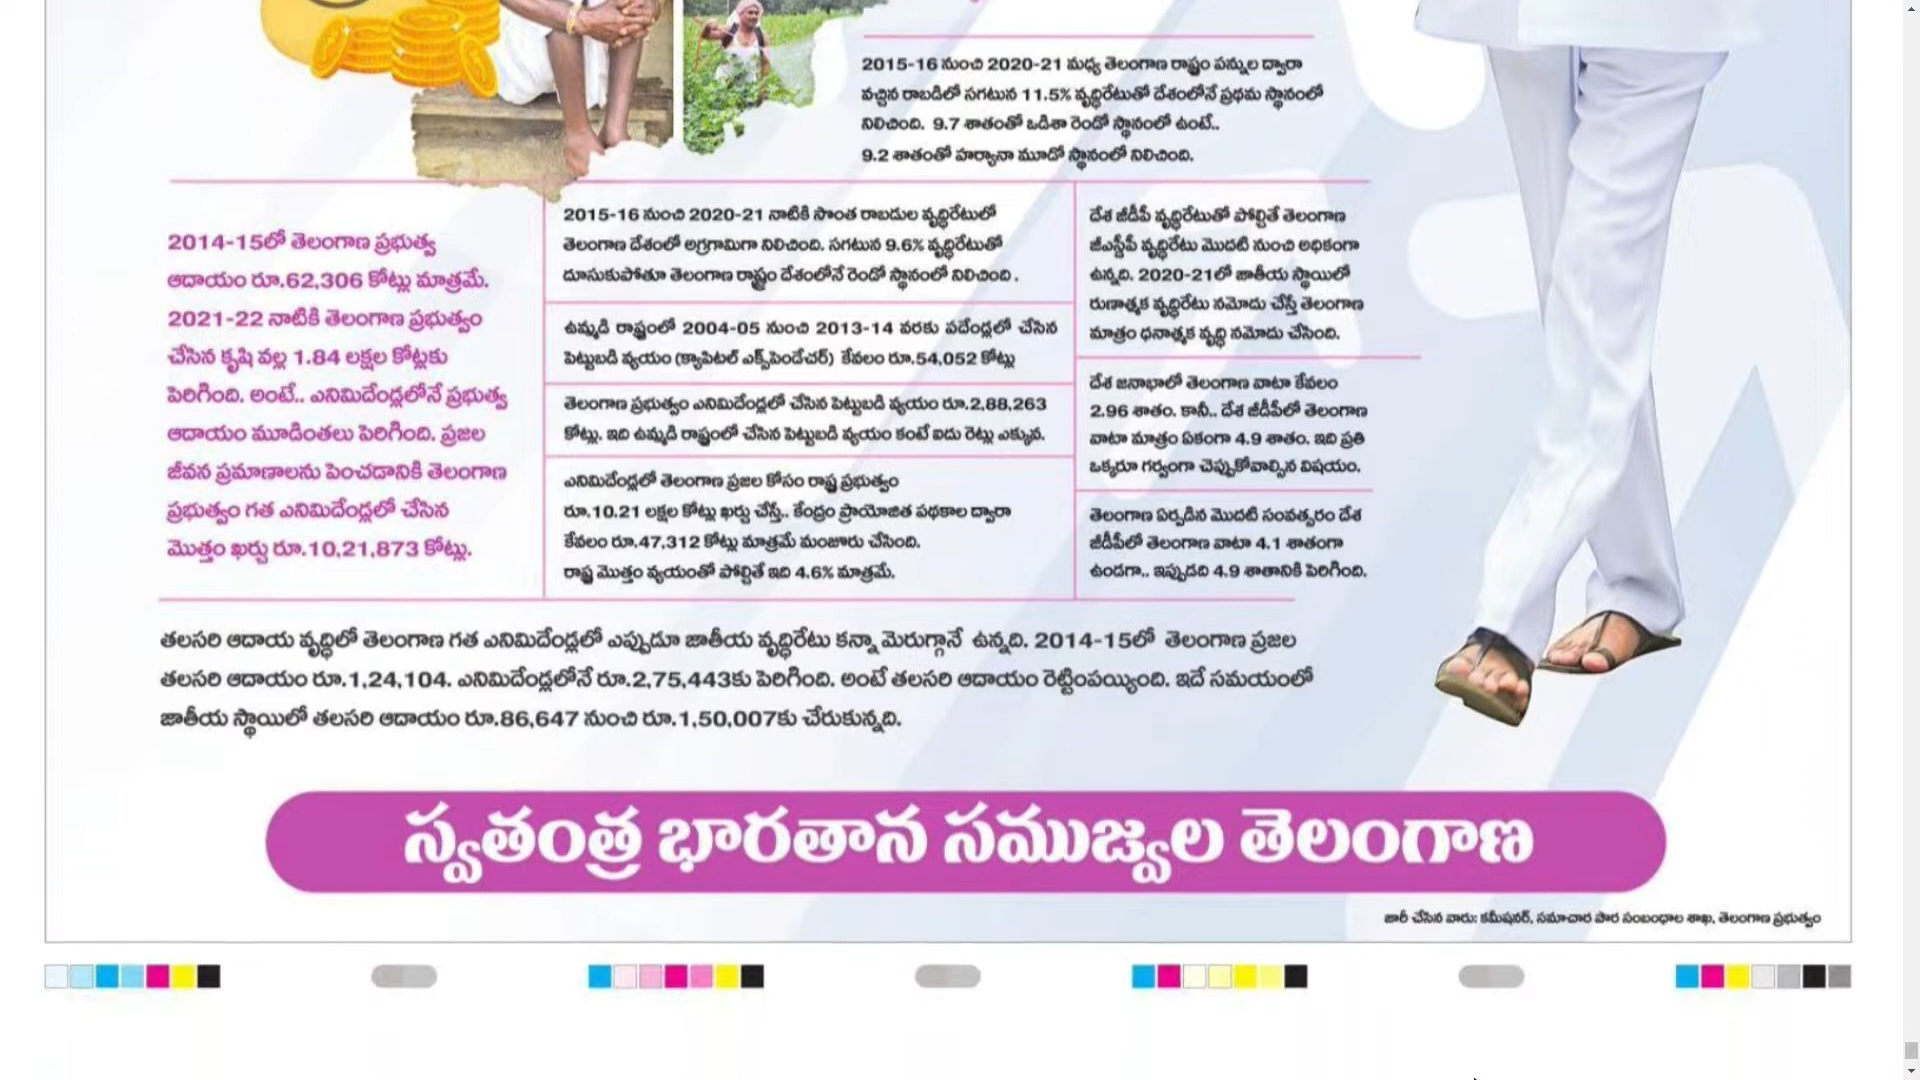 2015-16 నుంచి 2020-21 మధ్య తెలంగాణ రాష్ట్రం పన్నుల ద్వారా
వచ్చిన రాబడిలో సగటున 11.5% వృద్ధిరేటుతో దేశంలోనే ప్రథమ స్థానంలో
నిలిచింది. 9.7 శాతంతో ఒడిశా రెండో స్థానంలో ఉంటే..
9.2 శాతంతో హర్యానా మూడో స్థానంలో నిలిచింది.
2014-15లో తెలంగాణ ప్రభుత్వ
ఆదాయం రూ.62,306 కోట్లు మాత్రమే.
2021-22 నాటికి తెలంగాణ ప్రభుత్వం
చేసిన కృషి వల్ల 1.84 లక్షల కోట్లకు
పెరిగింది. అంటే.. ఎనిమిదేండ్లలోనే ప్రభుత్వ
ఆదాయం మూడింతలు పెరిగింది. ప్రజల
జీవన ప్రమాణాలను పెంచడానికి తెలంగాణ
ప్రభుత్వం గత ఎనిమిదేండ్లలో చేసిన
మొత్తం ఖర్చు రూ.10,21,873 కోట్లు.
2015-16 నుంచి 2020-21 నాటికి సొంత రాబడుల వృద్ధిరేటులో
తెలంగాణ దేశంలో అగ్రగామిగా నిలిచింది. సగటున 9.6% వృద్ధిరేటుతో
దూసుకుపోతూ తెలంగాణ రాష్ట్రం దేశంలోనే రెండో స్థానంలో నిలిచింది .
ఉమ్మడి రాష్ట్రంలో 2004-05 నుంచి 2013-14 వరకు పదేండ్లలో చేసిన
పెట్టుబడి వ్యయం (క్యాపిటల్ ఎక్స్‌పెండేచర్) కేవలం రూ.54,052 కోట్లు
తెలంగాణ ప్రభుత్వం ఎనిమిదేండ్లలో చేసిన పెట్టుబడి వ్యయం రూ.2,88,263
కోట్లు. ఇది ఉమ్మడి రాష్ట్రంలో చేసిన పెట్టుబడి వ్యయం కంటే ఐదు రెట్లు ఎక్కువ.
ఎనిమిదేండ్లలో తెలంగాణ ప్రజల కోసం రాష్ట్ర ప్రభుత్వం
రూ.10.21 లక్షల కోట్లు ఖర్చు చేస్తే.. కేంద్రం ప్రాయోజిత పథకాల ద్వారా
కేవలం రూ.47,312 కోట్లు మాత్రమే మంజూరు చేసింది.
రాష్ట్ర మొత్తం వ్యయంతో పోల్చితే ఇది 4.6% మాత్రమే.
దేశ జీడీపీ వృద్ధిరేటుతో పోల్చితే తెలంగాణ
జీఎస్డీపీ వృద్ధిరేటు మొదటి నుంచి అధికంగా
ఉన్నది. 2020-21లో జాతీయ స్థాయిలో
రుణాత్మక వృద్ధిరేటు నమోదు చేస్తే తెలంగాణ
మాత్రం ధనాత్మక వృద్ధి నమోదు చేసింది.
దేశ జనాభాలో తెలంగాణ వాటా కేవలం
2.96 శాతం. కానీ.. దేశ జీడీపీలో తెలంగాణ
వాటా మాత్రం ఏకంగా 4.9 శాతం. ఇది ప్రతి
ఒక్కరూ గర్వంగా చెప్పుకోవాల్సిన విషయం.
తెలంగాణ ఏర్పడిన మొదటి సంవత్సరం దేశ
జీడీపీలో తెలంగాణ వాటా 4.1 శాతంగా
ఉండగా.. ఇప్పుడది 4.9 శాతానికి పెరిగింది.
తలసరి ఆదాయ వృద్ధిలో తెలంగాణ గత ఎనిమిదేండ్లలో ఎప్పుడూ జాతీయ వృద్ధిరేటు కన్నా మెరుగ్గానే ఉన్నది. 2014-15లో తెలంగాణ ప్రజల
తలసరి ఆదాయం రూ.1,24,104. ఎనిమిదేండ్లలోనే రూ.2,75,443కు పెరిగింది. అంటే తలసరి ఆదాయం రెట్టింపయ్యింది. ఇదే సమయంలో
జాతీయ స్థాయిలో తలసరి ఆదాయం రూ.86,647 నుంచి రూ.1,50,007కు చేరుకున్నది.
స్వతంత్ర భారతాన సముజ్వల తెలంగాణ
జారీ చేసిన వారు: కమీషనర్, సమాచార పౌర సంబంధాల శాఖ, తెలంగాణ ప్రభుత్వం